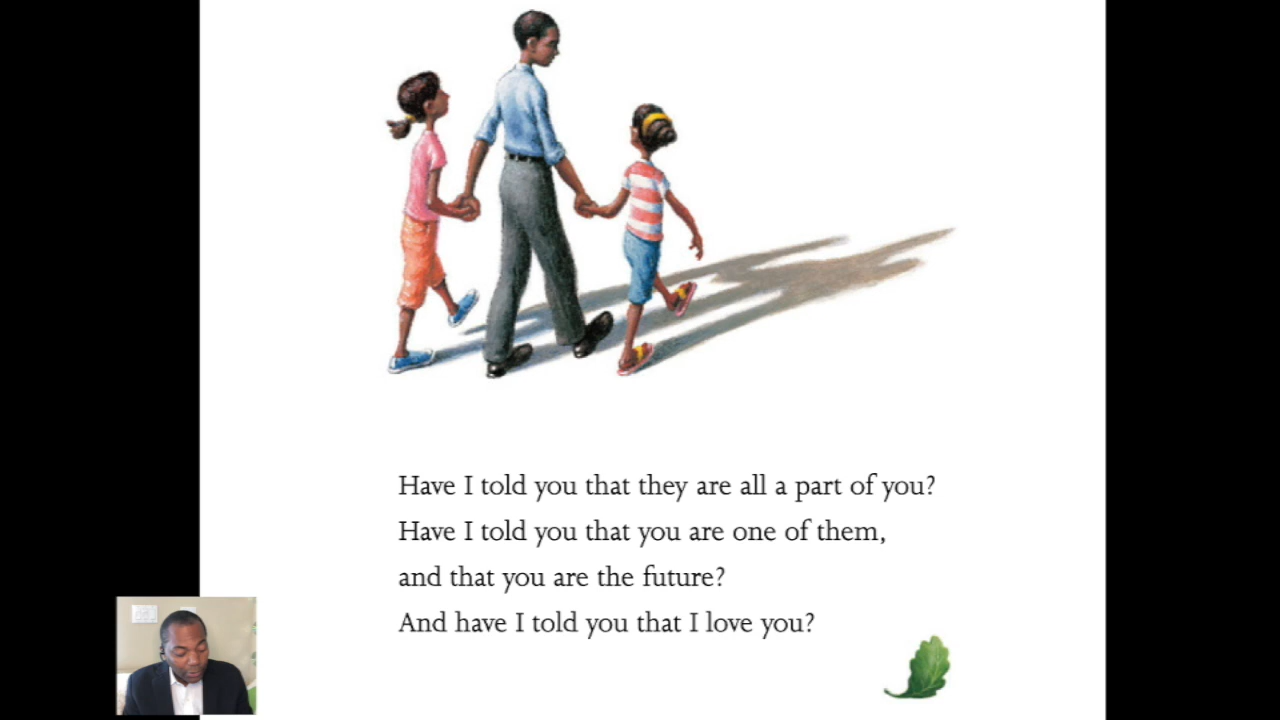 Have I told you that they are all a part of you?
Have I told you that you are one of them,
and that you are the future?
And have I told you that I love you?